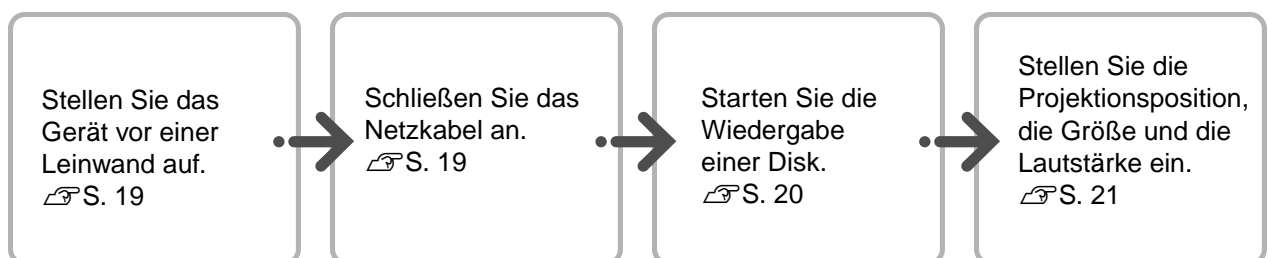 Stellen Sie das
Gerät vor einer
Leinwand auf.
☞S. 19
Schließen Sie das
Netzkabel an.
☞S. 19
Starten Sie die
Wiedergabe
einer Disk.
☞S. 20
Stellen Sie die
Projektionsposition,
die Größe und die
Lautstärke ein.
☞S. 21